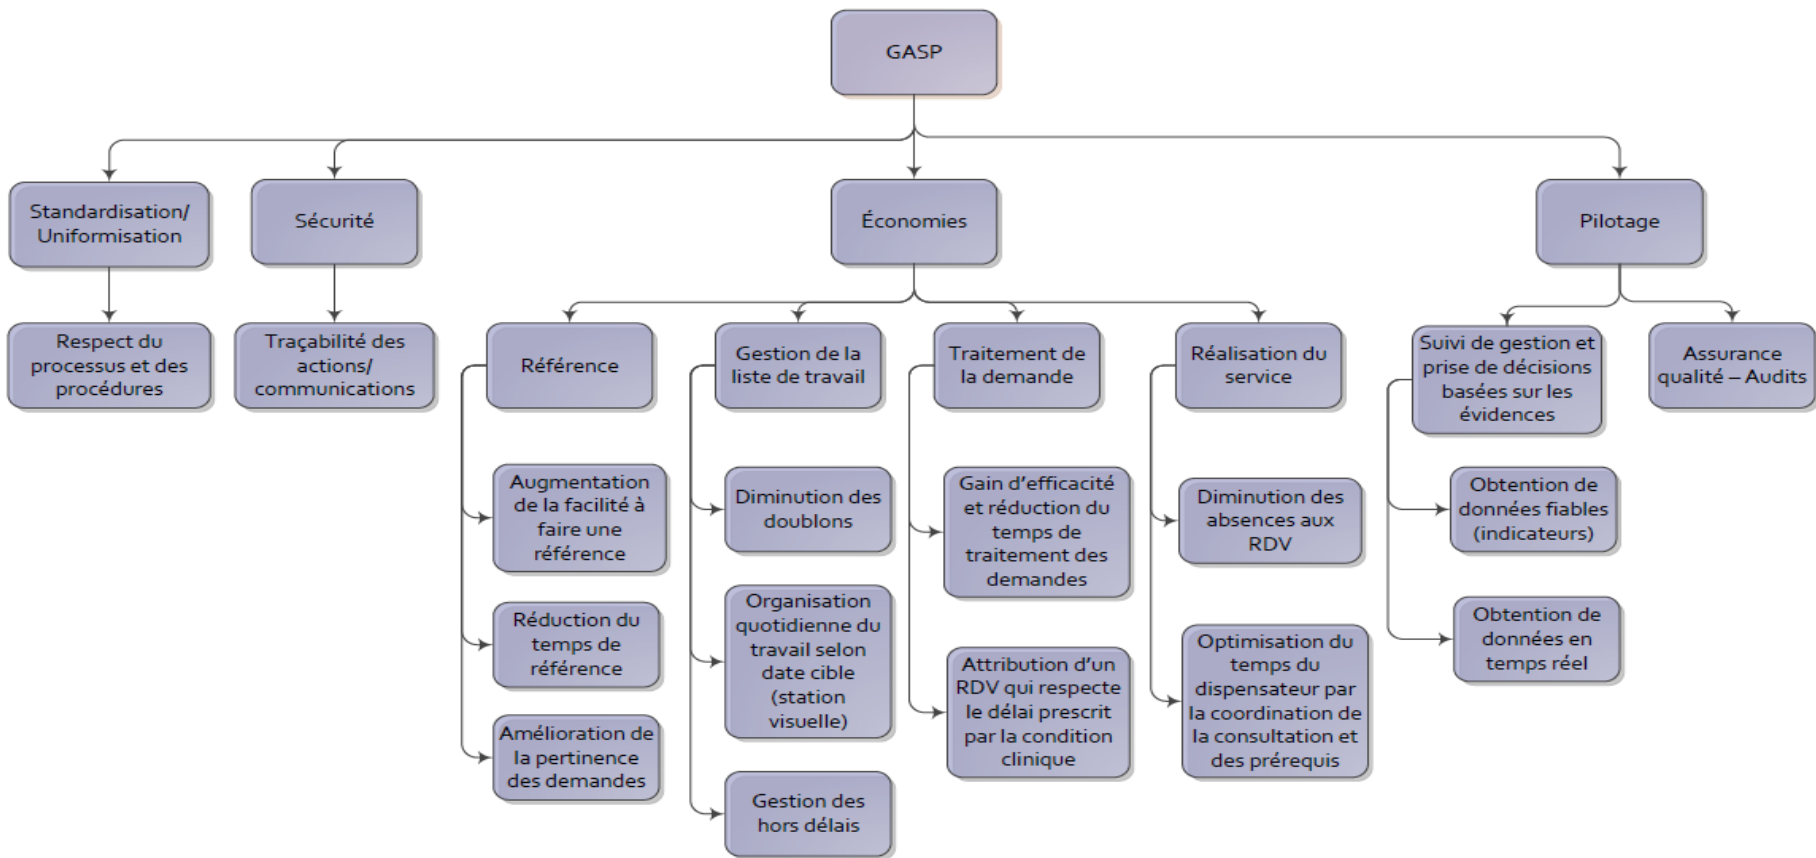 GASP
Standardisation/
Uniformisation
Sécurité
Économies
Pilotage
Respect du
processus et des
procédures
Traçabilité des
actions/
communications
Référence
Gestion de la
liste de travail
Traitement de
la demande
Réalisation du
service
Suivi de gestion et
prise de décisions
basées sur les
évidences
Assurance
qualité – Audits
Augmentation
de la facilité à
faire une
référence
Diminution des
doublons
Gain d’efficacité
et réduction du
temps de
traitement des
demandes
Diminution des
absences aux
RDV
Obtention de
données fiables
(indicateurs)
Réduction du
temps de
référence
Organisation
quotidienne du
travail selon
date cible
(station
visuelle)
Attribution d’un
RDV qui respecte
le délai prescrit
par la condition
clinique
Optimisation du
temps du
dispensateur par
la coordination de
la consultation et
des prérequis
Obtention de
données en
temps réel
Amélioration de
la pertinence
des demandes
Gestion des
hors délais